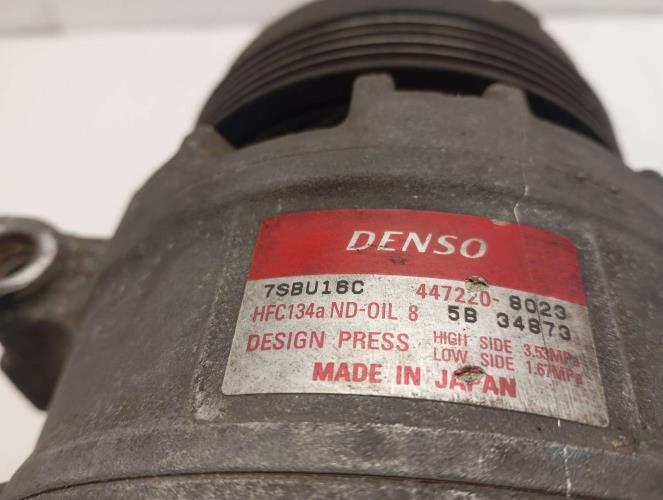 DENSO
7SBU16C 447220-8023
HFC134a ND-OIL 8 5B 34873
DESIGN PRESS HIGH SIDE 3.53MPa
LOW SIDE 1.67MPa
MADE IN JAPAN